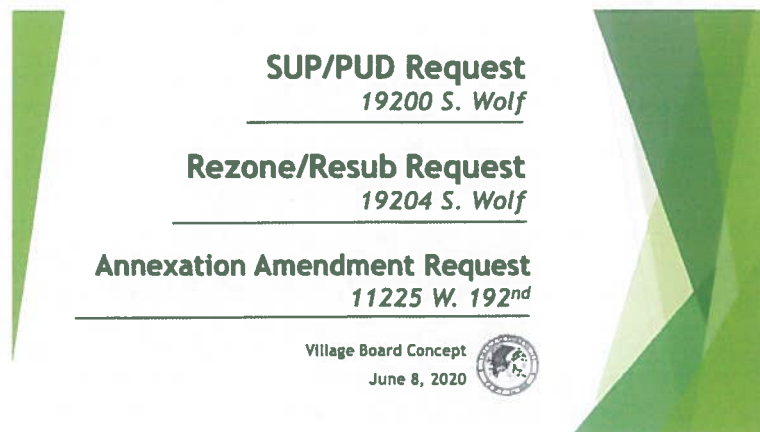 SUP/PUD Request
19200 S. Wolf
Rezone/Resub Request
19204 S. Wolf
Annexation Amendment Request
11225 W. 192nd
Village Board Concept
June 8, 2020